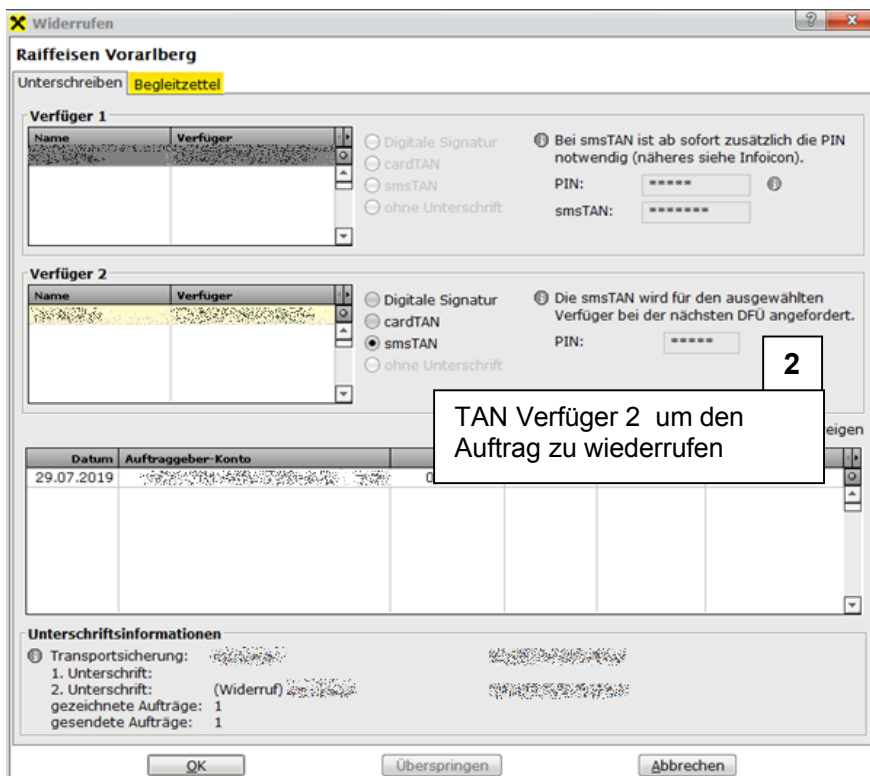 Widerrufen
Raiffeisen Vorarlberg
Unterschreiben Begleitzettel
Verfüger 1
Name Verfüger
Digitale Signatur
cardTAN
smsTAN
ohne Unterschrift
Bei smsTAN ist ab sofort zusätzlich die PIN
notwendig (näheres siehe Infoicon).
PIN: *****
smsTAN: *******
Verfüger 2
Name Verfüger
Digitale Signatur
cardTAN
smsTAN
ohne Unterschrift
Die smsTAN wird für den ausgewählten
Verfüger bei der nächsten DFÜ angefordert.
PIN: *****
2
TAN Verfüger 2 um den
Auftrag zu wiederrufen
eigen
Datum Auftraggeber-Konto
29.07.2019
Unterschriftsinformationen
Transportsicherung:
1. Unterschrift:
2. Unterschrift: (Widerruf)
gezeichnete Aufträge: 1
gesendete Aufträge: 1
OK Überspringen Abbrechen